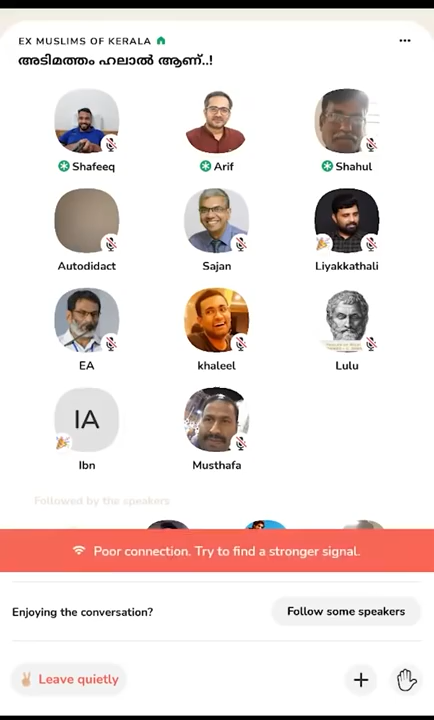 EX MUSLIMS OF KERALA
അടിമത്തം ഹലാൽ ആണ്..!
Shafeeq
Arif
Shahul
Autodidact
Sajan
Liyakkathali
EA
khaleel
Lulu
IA
Ibn
Musthafa
Followed by the speakers
Poor connection. Try to find a stronger signal.
Enjoying the conversation?
Follow some speakers
Leave quietly